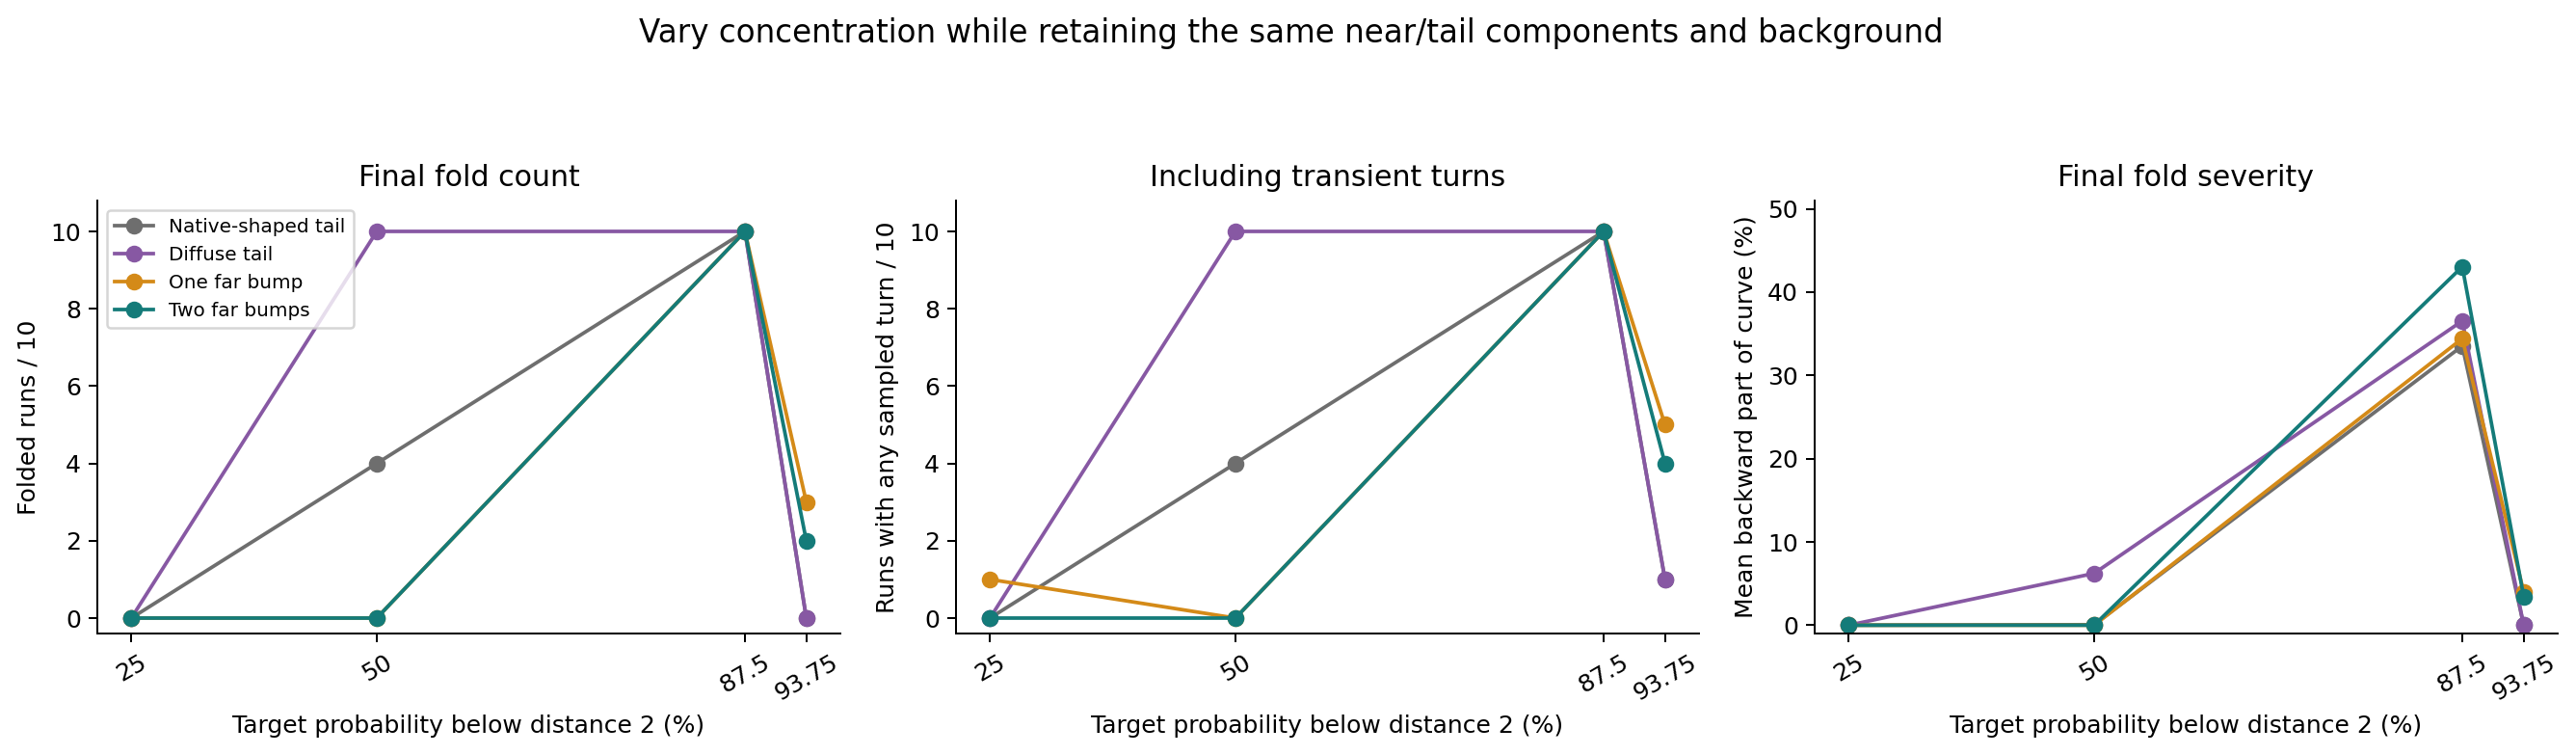 Vary concentration while retaining the same near/tail components and background
Final fold count
Folded runs / 10
10
8
6
4
2
0
Native-shaped tail
Diffuse tail
One far bump
Two far bumps
25
50
87.5
93.75
Target probability below distance 2 (%)
Including transient turns
Runs with any sampled turn / 10
10
8
6
4
2
0
25
50
87.5
93.75
Target probability below distance 2 (%)
Final fold severity
Mean backward part of curve (%)
50
40
30
20
10
0
25
50
87.5
93.75
Target probability below distance 2 (%)